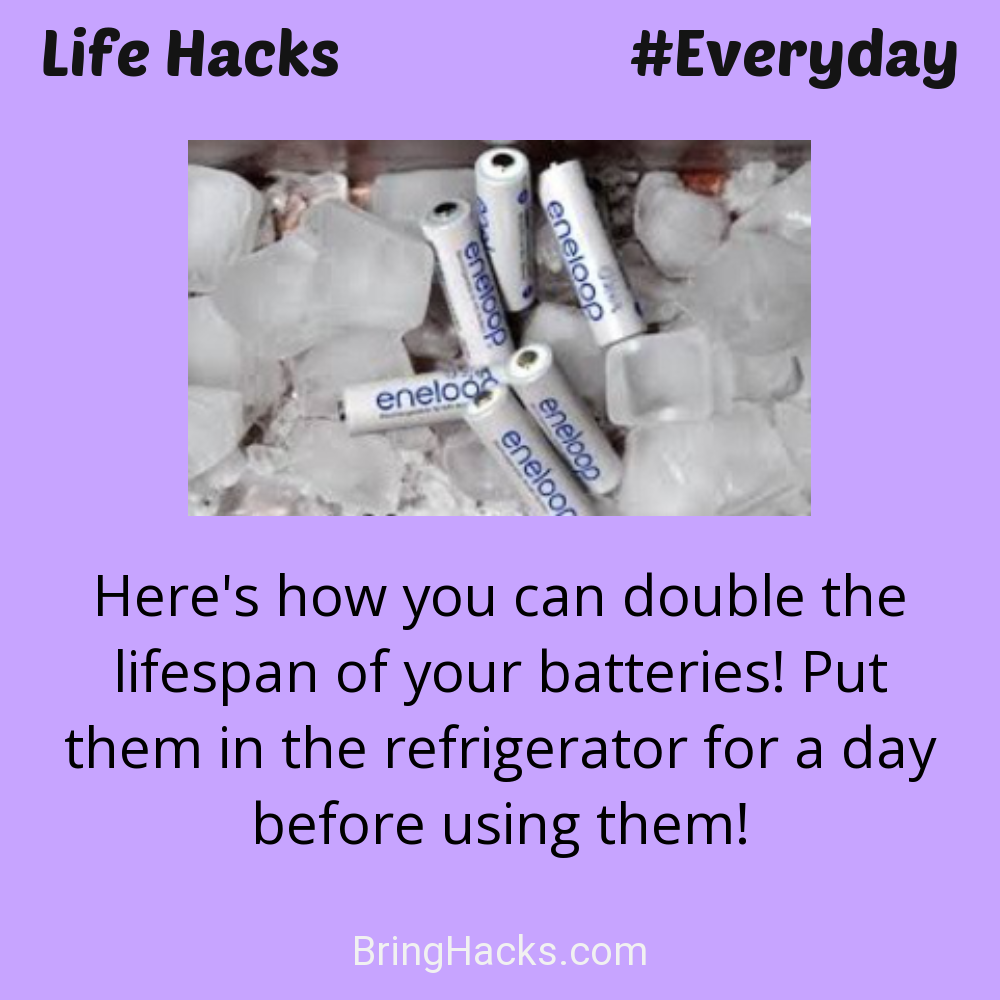 Life Hacks #Everyday
eneloop
eneloop
eneloop
eneloop
eneloop
Here's how you can double the
lifespan of your batteries! Put
them in the refrigerator for a day
before using them!
BringHacks.com